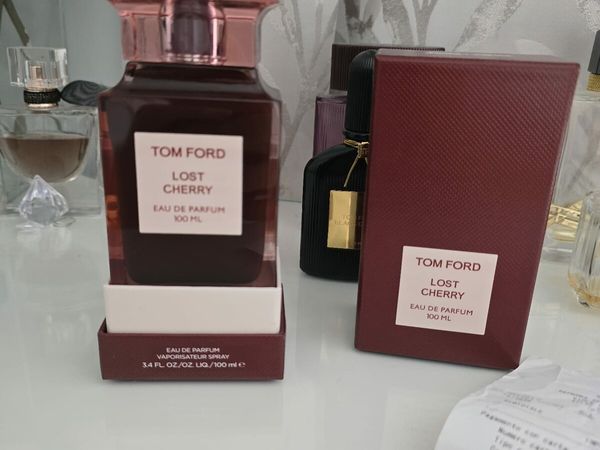 TOM FORD
LOST
CHERRY
EAU DE PARFUM
100 ML
EAU DE PARFUM
VAPORISATEUR SPRAY
3.4 FL. OZ./OZ. LIQ./100 ml e
TOM FORD
LOST
CHERRY
EAU DE PARFUM
100 ML